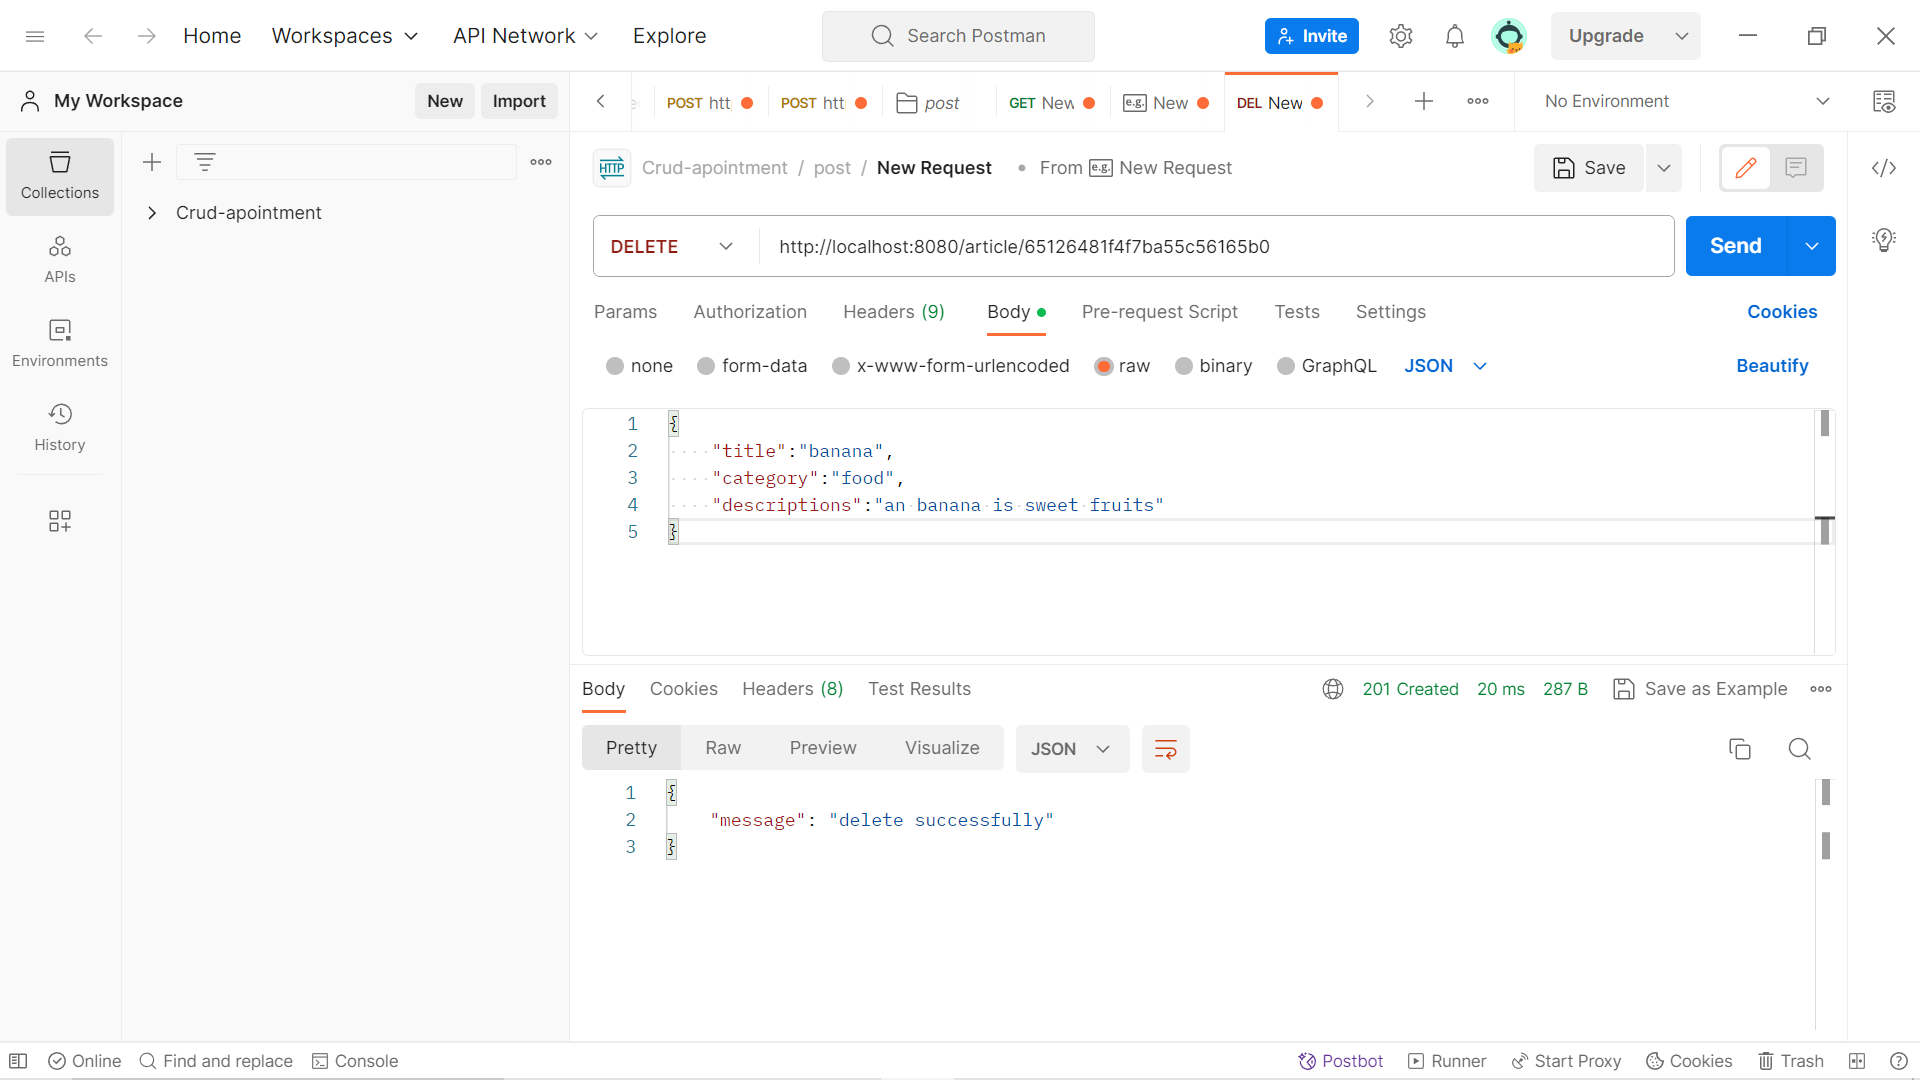 Home Workspaces API Network Explore Search Postman Invite Upgrade
My Workspace New Import POST htt POST htt post GET New e.g. New DEL New No Environment
Collections
Crud-apointment
APIs
Environments
History
HTTP Crud-apointment / post / New Request • From e.g. New Request Save
DELETE http://localhost:8080/article/65126481f4f7ba55c56165b0 Send
Params Authorization Headers (9) Body Pre-request Script Tests Settings Cookies
none form-data x-www-form-urlencoded raw binary GraphQL JSON Beautify
1 {
2 "title":"banana",
3 "category":"food",
4 "descriptions":"an banana is sweet fruits"
5 }
Body Cookies Headers (8) Test Results 201 Created 20 ms 287 B Save as Example
Pretty Raw Preview Visualize JSON
1 {
2 "message": "delete successfully"
3 }
Online Find and replace Console Postbot Runner Start Proxy Cookies Trash